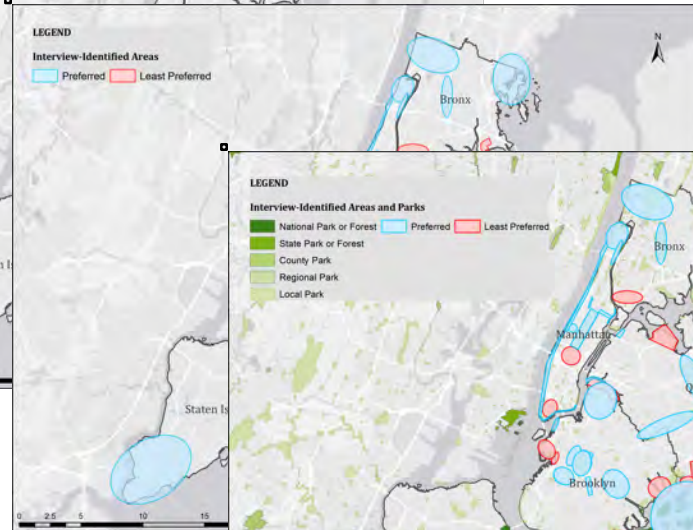 LEGEND
Interview-Identified Areas
Preferred Least Preferred
N
Bronx
Staten Is
0 2.5 5 10 15
LEGEND
Interview-Identified Areas and Parks
National Park or Forest Preferred Least Preferred
State Park or Forest
County Park
Regional Park
Local Park
Bronx
Manhattan
Brooklyn